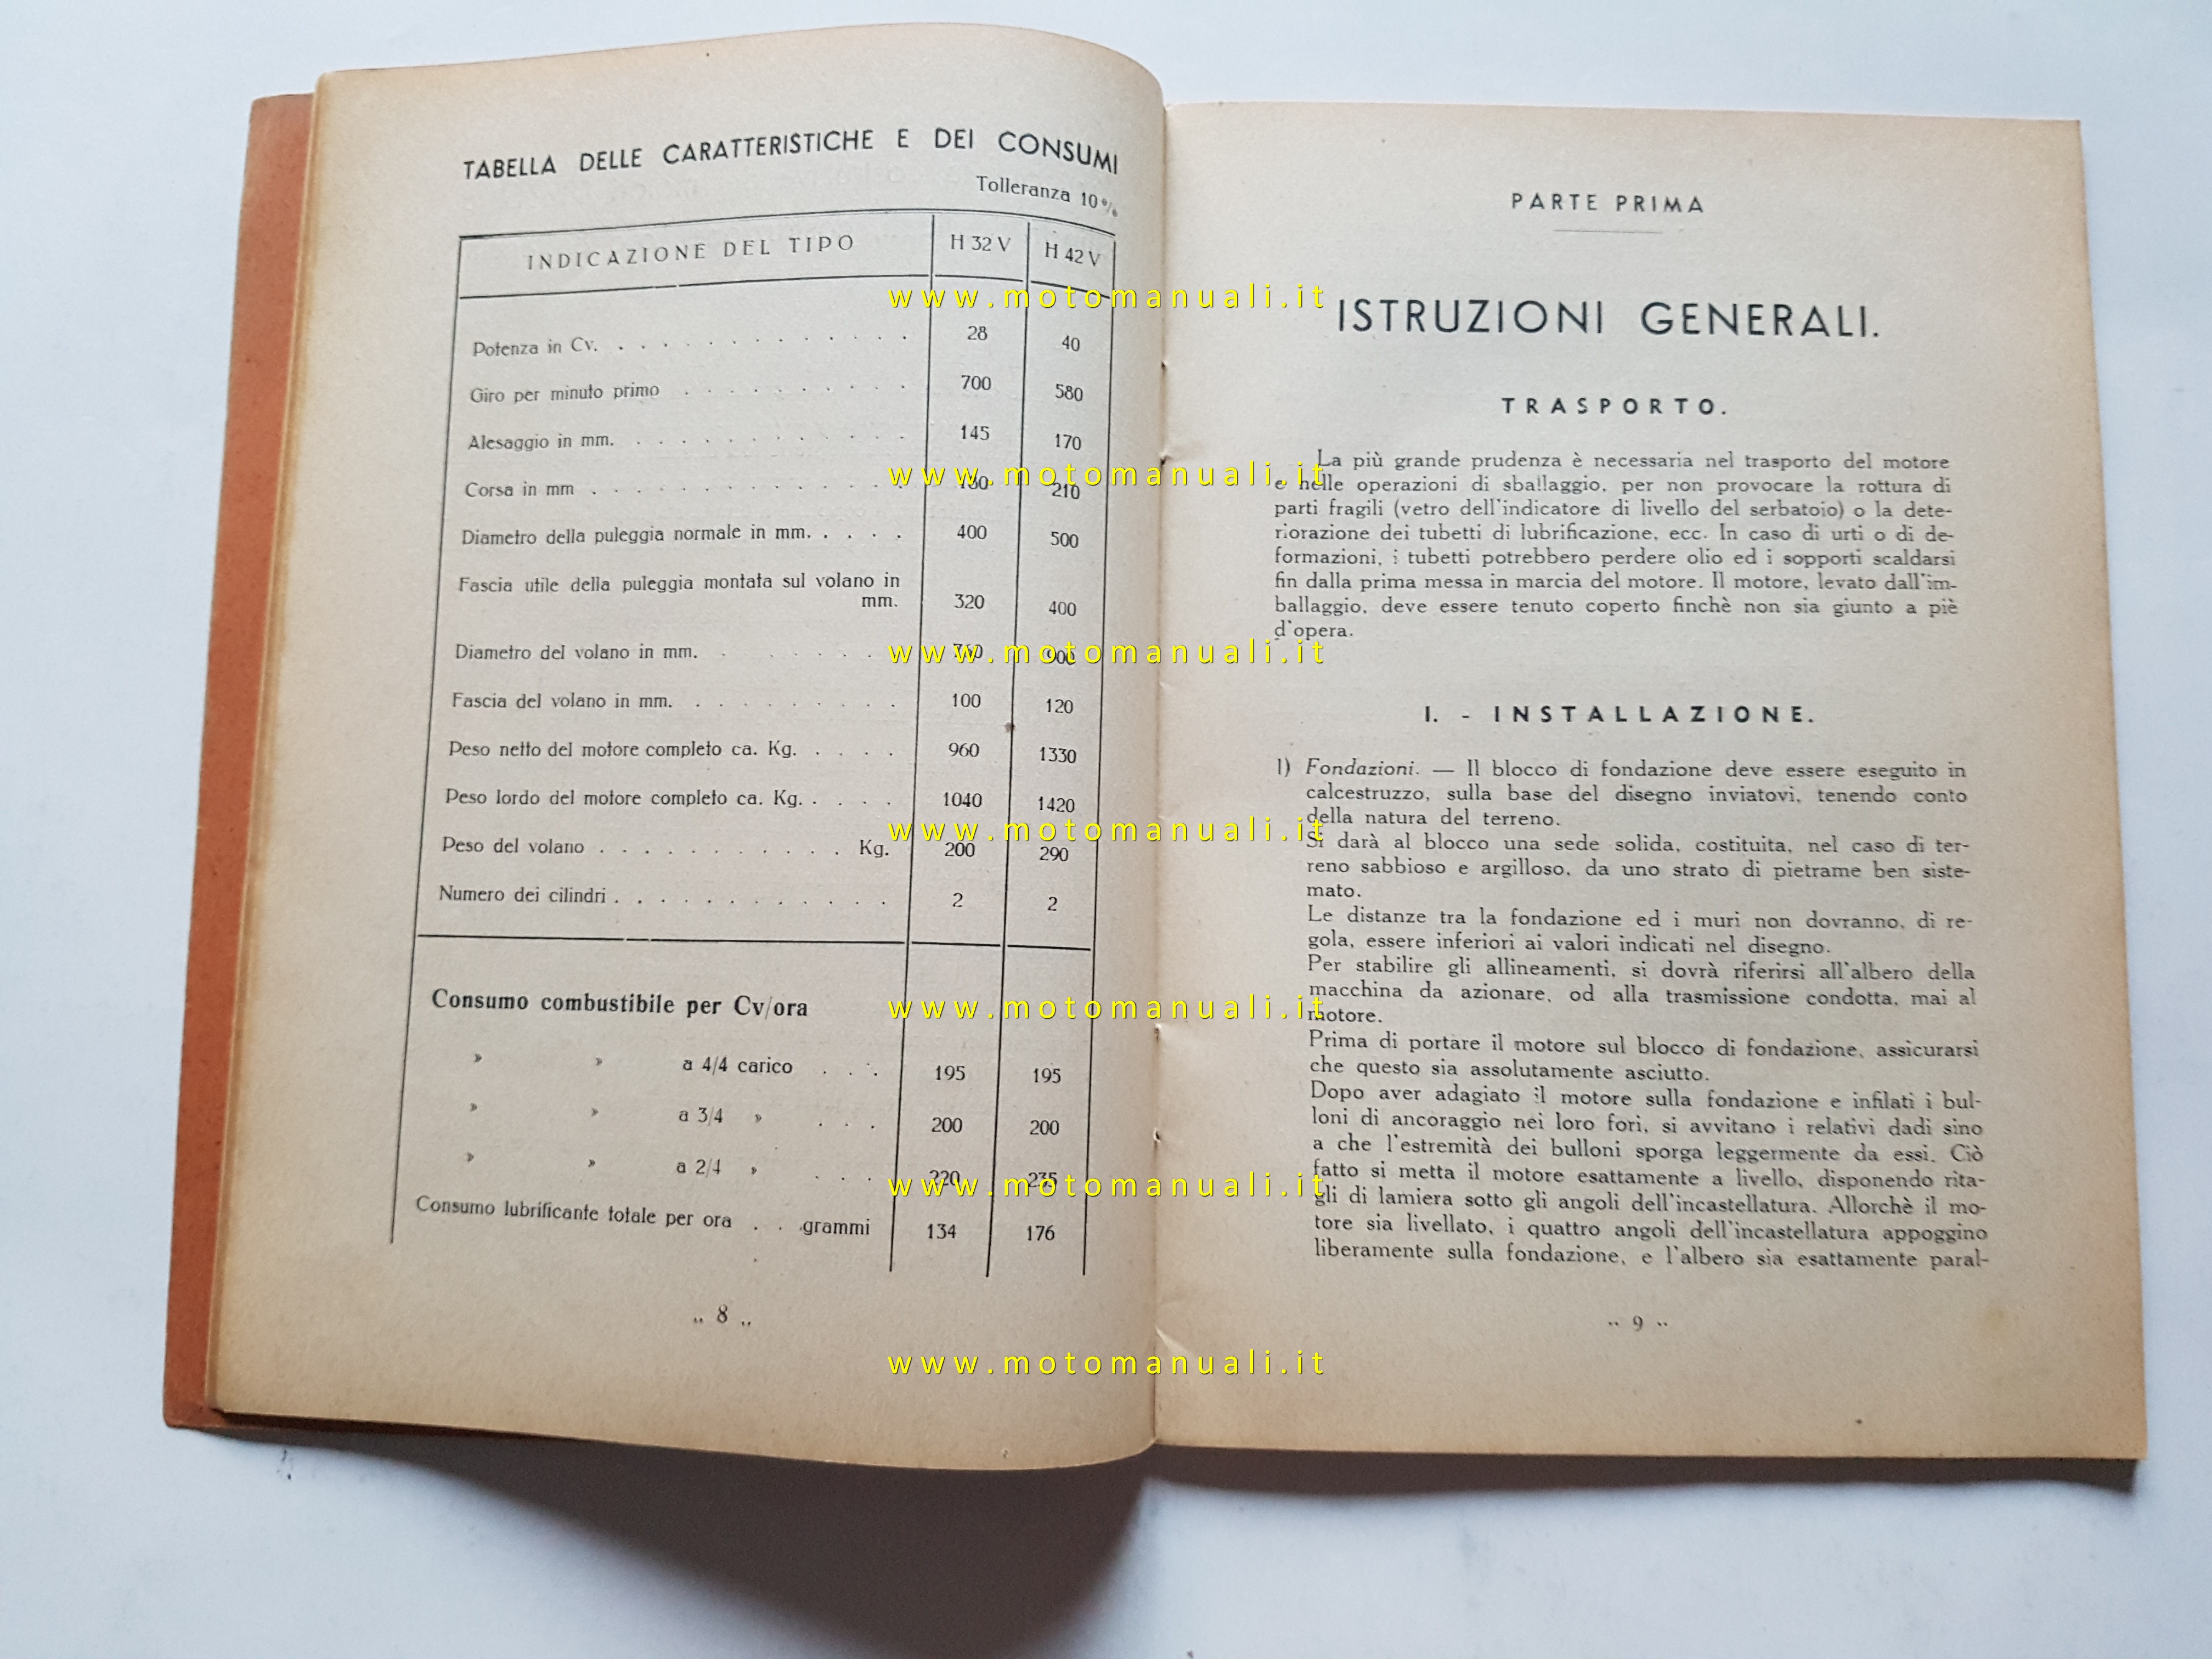 TABELLA DELLE CARATTERISTICHE E DEI CONSUMI
Tolleranza 10%
INDICAZIONE DEL TIPO H 32 V H 42 V
Potenza in Cv. . . . . . . . . . . . . . 28 40
Giro per minuto primo . . . . . . . . . . 700 580
Alesaggio in mm. . . . . . . . . . . . . 145 170
Corsa in mm . . . . . . . . . . . . . 180 210
Diametro della puleggia normale in mm. . . . . 400 500
Fascia utile della puleggia montata sul volano in
mm. 320 400
Diametro del volano in mm. . . . . . 900
Fascia del volano in mm. . . . . . . . . . 100 120
Peso netto del motore completo ca. Kg. . . . . 960 1330
Peso lordo del motore completo ca. Kg. . . . . 1040 1420
Peso del volano . . . . . . . . . . . Kg. 200 290
Numero dei cilindri . . . . . . . . . . . . 2 2
Consumo combustibile per Cv/ora
» » a 4/4 carico . . . . 195 195
» » a 3/4 » . . . 200 200
» » a 2/4 » . . . 220 235
Consumo lubrificante totale per ora . . . grammi 134 176
„ 8 „
PARTE PRIMA
ISTRUZIONI GENERALI.
TRASPORTO.
La più grande prudenza è necessaria nel trasporto del motore
e nelle operazioni di sballaggio, per non provocare la rottura di
parti fragili (vetro dell'indicatore di livello del serbatoio) o la dete-
riorazione dei tubetti di lubrificazione, ecc. In caso di urti o di de-
formazioni, i tubetti potrebbero perdere olio ed i sopporti scaldarsi
fin dalla prima messa in marcia del motore. Il motore, levato dall'im-
ballaggio, deve essere tenuto coperto finchè non sia giunto a piè
d'opera.
I. - INSTALLAZIONE.
1) Fondazioni. — Il blocco di fondazione deve essere eseguito in
calcestruzzo, sulla base del disegno inviatovi, tenendo conto
della natura del terreno.
Si darà al blocco una sede solida, costituita, nel caso di ter-
reno sabbioso e argilloso, da uno strato di pietrame ben siste-
mato.
Le distanze tra la fondazione ed i muri non dovranno, di re-
gola, essere inferiori ai valori indicati nel disegno.
Per stabilire gli allineamenti, si dovrà riferirsi all'albero della
macchina da azionare, od alla trasmissione condotta, mai al
motore.
Prima di portare il motore sul blocco di fondazione, assicurarsi
che questo sia assolutamente asciutto.
Dopo aver adagiato il motore sulla fondazione e infilati i bul-
loni di ancoraggio nei loro fori, si avvitano i relativi dadi sino
a che l'estremità dei bulloni sporga leggermente da essi. Ciò
fatto si metta il motore esattamente a livello, disponendo rita-
gli di lamiera sotto gli angoli dell'incastellatura. Allorchè il mo-
tore sia livellato, i quattro angoli dell'incastellatura appoggino
liberamente sulla fondazione, e l'albero sia esattamente paral-
„ 9 „
www.motomanuali.it
www.motomanuali.it
www.motomanuali.it
www.motomanuali.it
www.motomanuali.it
www.motomanuali.it
www.motomanuali.it